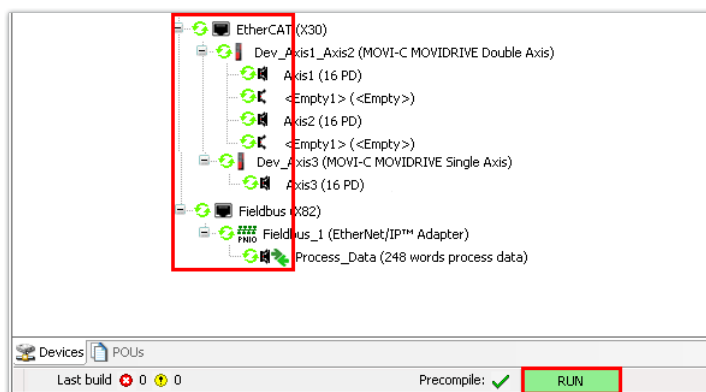 EtherCAT (X30)
Dev_Axis1_Axis2 (MOVI-C MOVIDRIVE Double Axis)
Axis1 (16 PD)
<Empty1> (<Empty>)
Axis2 (16 PD)
<Empty1> (<Empty>)
Dev_Axis3 (MOVI-C MOVIDRIVE Single Axis)
Axis3 (16 PD)
Fieldbus (X82)
PNIO Fieldbus_1 (EtherNet/IP™ Adapter)
Process_Data (248 words process data)
Devices POUs
Last build 0 0 Precompile: RUN